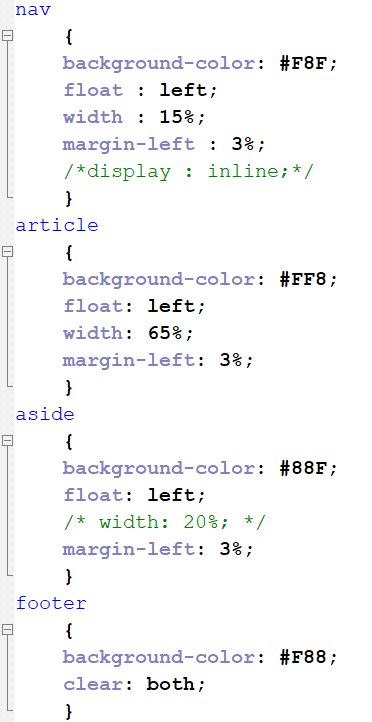 nav
{
background-color: #F8F;
float : left;
width : 15%;
margin-left : 3%;
/*display : inline;*/
}
article
{
background-color: #FF8;
float: left;
width: 65%;
margin-left: 3%;
}
aside
{
background-color: #88F;
float: left;
/* width: 20%; */
margin-left: 3%;
}
footer
{
background-color: #F88;
clear: both;
}